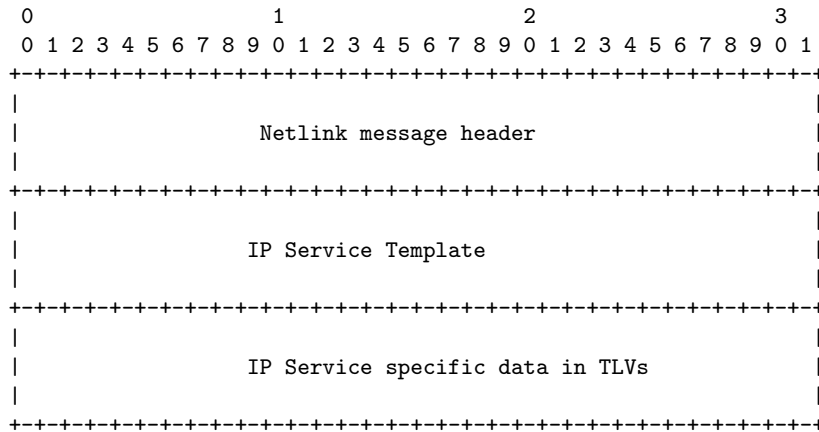 0                   1                   2                   3
0 1 2 3 4 5 6 7 8 9 0 1 2 3 4 5 6 7 8 9 0 1 2 3 4 5 6 7 8 9 0 1
+-+-+-+-+-+-+-+-+-+-+-+-+-+-+-+-+-+-+-+-+-+-+-+-+-+-+-+-+-+-+-+-+
|                                                               |
|                   Netlink message header                      |
|                                                               |
+-+-+-+-+-+-+-+-+-+-+-+-+-+-+-+-+-+-+-+-+-+-+-+-+-+-+-+-+-+-+-+-+
|                                                               |
|                  IP Service Template                          |
|                                                               |
+-+-+-+-+-+-+-+-+-+-+-+-+-+-+-+-+-+-+-+-+-+-+-+-+-+-+-+-+-+-+-+-+
|                                                               |
|                  IP Service specific data in TLVs             |
|                                                               |
+-+-+-+-+-+-+-+-+-+-+-+-+-+-+-+-+-+-+-+-+-+-+-+-+-+-+-+-+-+-+-+-+